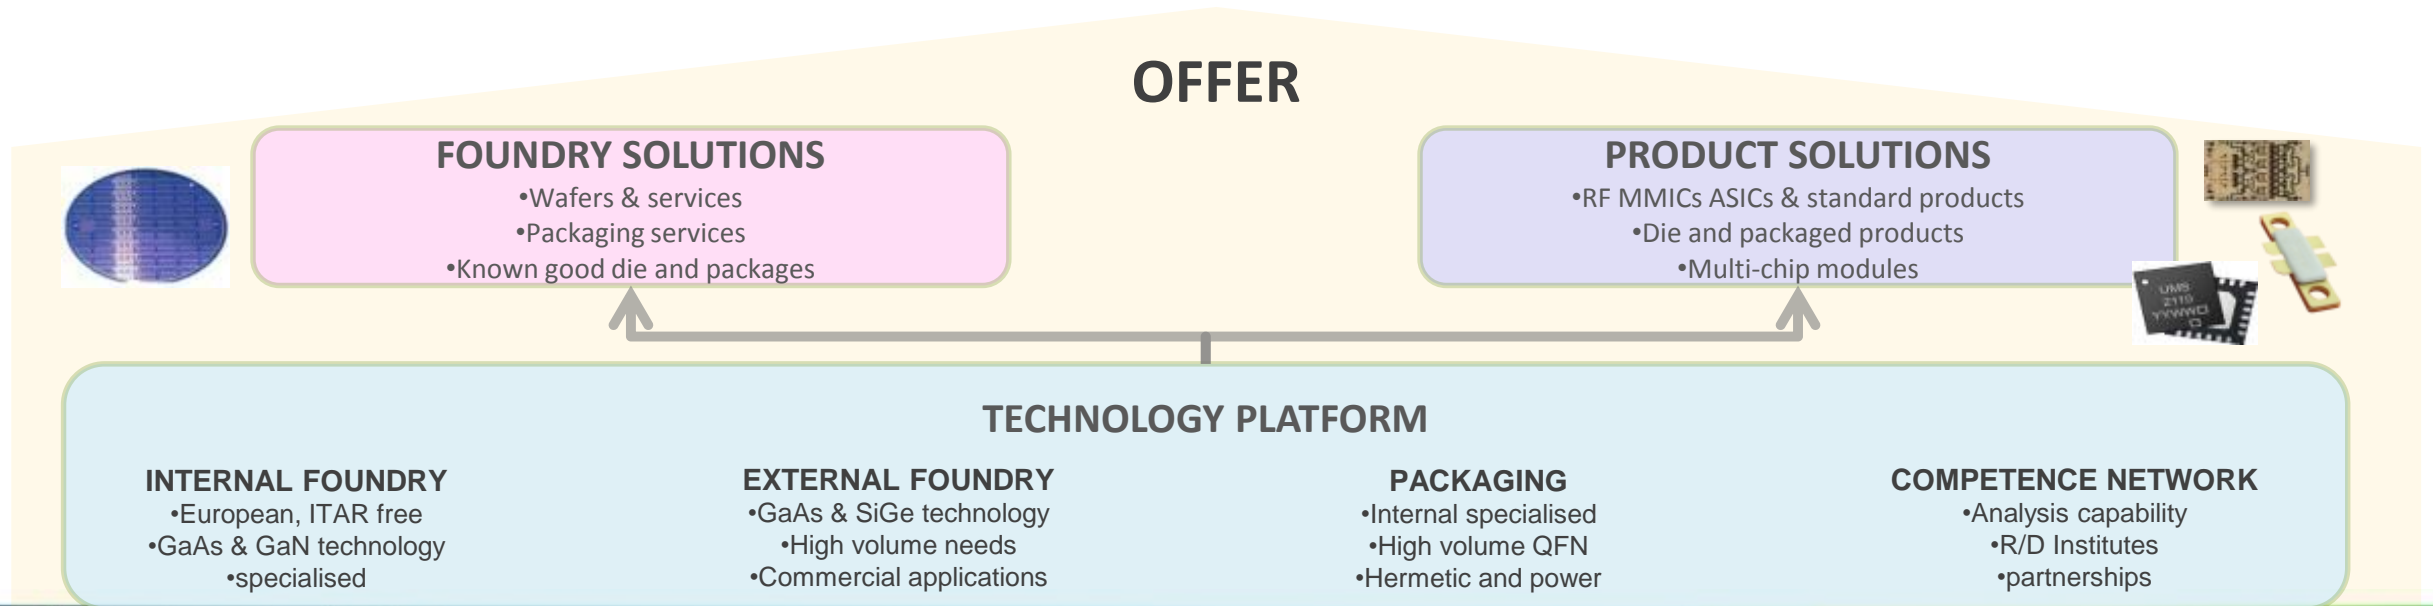 OFFER
FOUNDRY SOLUTIONS
•Wafers & services
•Packaging services
•Known good die and packages
PRODUCT SOLUTIONS
•RF MMICs ASICs & standard products
•Die and packaged products
•Multi-chip modules
UMS
2110
YYWW
TECHNOLOGY PLATFORM
INTERNAL FOUNDRY
•European, ITAR free
•GaAs & GaN technology
•specialised
EXTERNAL FOUNDRY
•GaAs & SiGe technology
•High volume needs
•Commercial applications
PACKAGING
•Internal specialised
•High volume QFN
•Hermetic and power
COMPETENCE NETWORK
•Analysis capability
•R/D Institutes
•partnerships